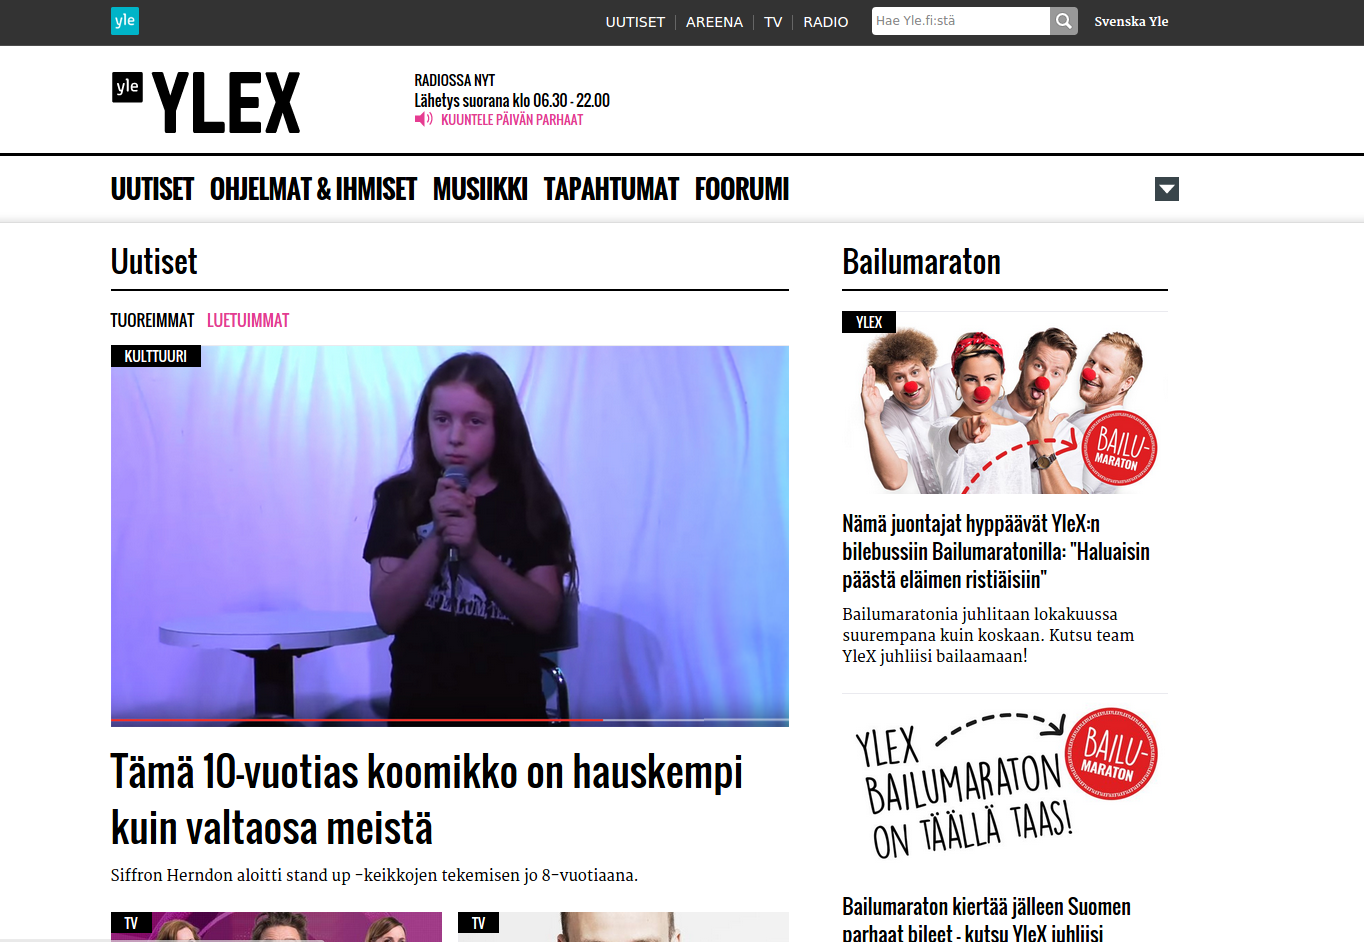 yle
UUTISET
AREENA
TV
RADIO
Hae Yle.fi:stä
Svenska Yle
yle YLEX
RADIOSSA NYT
Lähetys suorana klo 06.30 - 22.00
KUUNTELE PÄIVÄN PARHAAT
UUTISET OHJELMAT & IHMISET MUSIIKKI TAPAHTUMAT FOORUMI
Uutiset
TUOREIMMAT LUETUIMMAT
KULTTUURI
Tämä 10-vuotias koomikko on hauskempi
kuin valtaosa meistä
Siffron Herndon aloitti stand up -keikkojen tekemisen jo 8-vuotiaana.
TV
TV
Bailumaraton
YLEX
BAILU-
MARATON
Nämä juontajat hyppäävät YleX:n
bilebussiin Bailumaratonilla: "Haluaisin
päästä eläimen ristiäisiin"
Bailumaratonia juhlitaan lokakuussa
suurempana kuin koskaan. Kutsu team
YleX juhliisi bailaamaan!
YLEX
BAILUMARATON
ON TÄÄLLÄ TAAS!
BAILU-
MARATON
Bailumaraton kiertää jälleen Suomen
parhaat bileet - kutsu YleX juhliisi